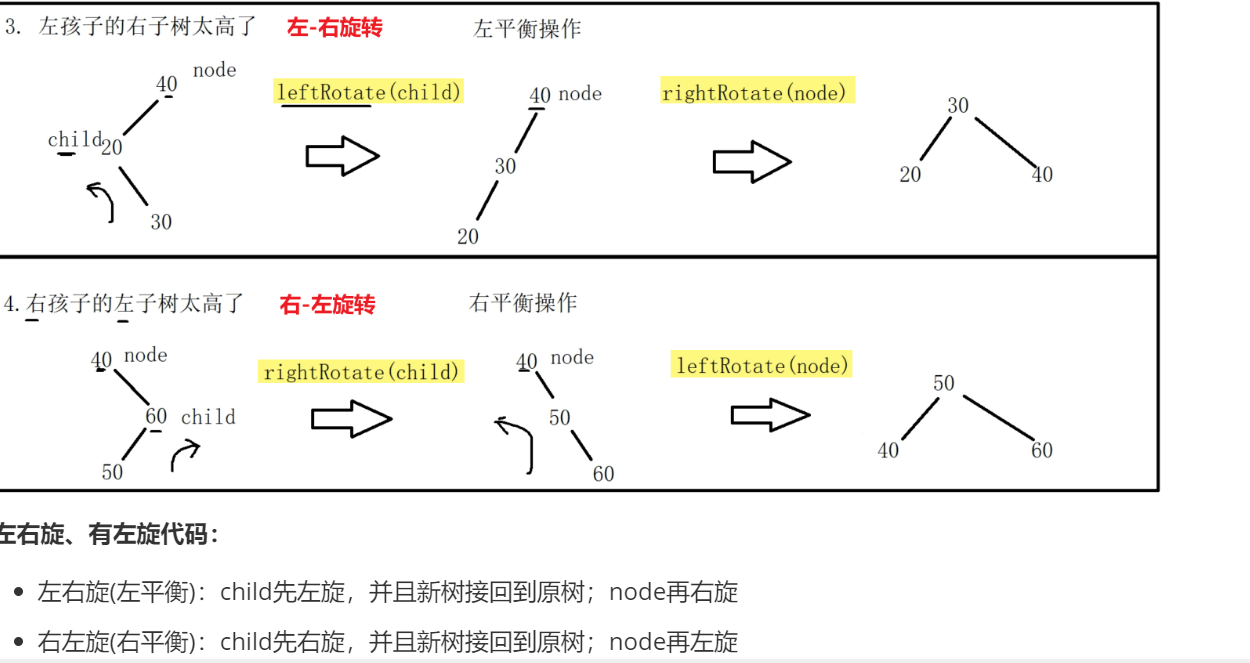 3. 左孩子的右子树太高了 左-右旋转 左平衡操作
40 node
leftRotate(child)
40 node
rightRotate(node)
30
child 20
30
20
40
30
20
4.右孩子的左子树太高了 右-左旋转 右平衡操作
40 node
rightRotate(child)
40 node
leftRotate(node)
50
60 child
50
40
60
50
60
左右旋、有左旋代码：
左右旋(左平衡)：child先左旋，并且新树接回到原树；node再右旋
右左旋(右平衡)：child先右旋，并且新树接回到原树；node再左旋